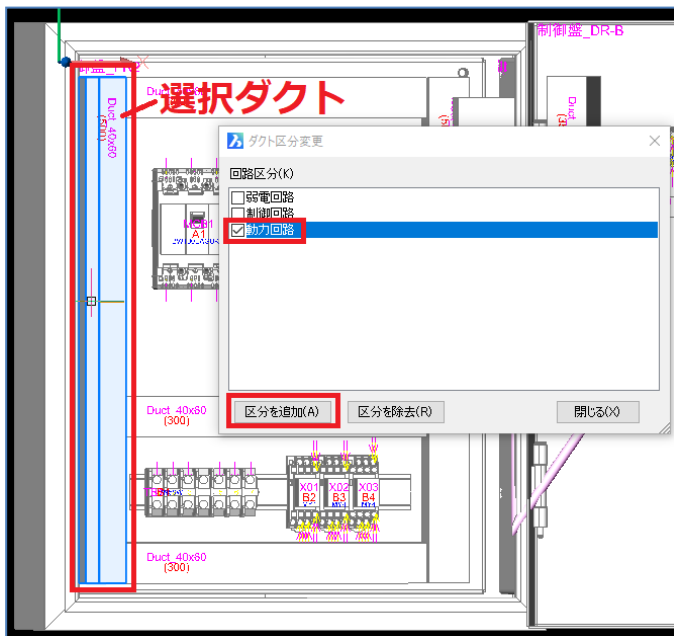 制御盤_DR-B
選択ダクト
Duct_40x60
(500)
ダクト区分変更
回路区分(K)
弱電回路
制御回路
動力回路
区分を追加(A)
区分を除去(R)
閉じる(X)
MCB1
A1
Duct_40x60
(300)
X01
X02
X03
B2
B3
B4
Duct_40x60
(300)